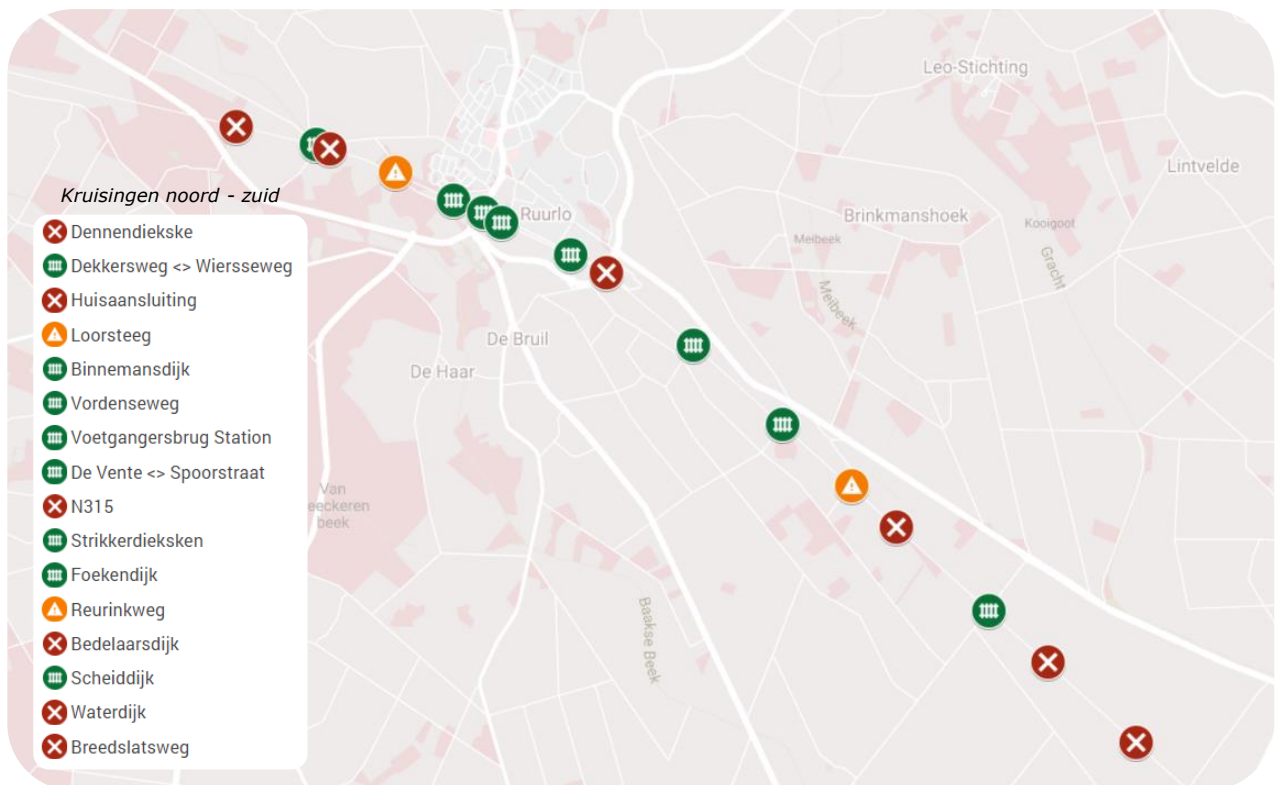 Leo-Stichting
Lintvelde
Kruisingen noord - zuid
Dennendiekske
Dekkersweg <> Wiersseweg
Huisaansluiting
Loorsteeg
Binnemansdijk
Vordenseweg
Voetgangersbrug Station
De Vente <> Spoorstraat
N315
Strikkerdieksken
Foekendijk
Reurinkweg
Bedelaarsdijk
Scheiddijk
Waterdijk
Breedslatsweg
Ruurlo
Brinkmanshoek
Kooigoot
Meibeek
Gracht
Meibeek
De Bruil
De Haar
Van
eeckeren
beek
Baakse Beek